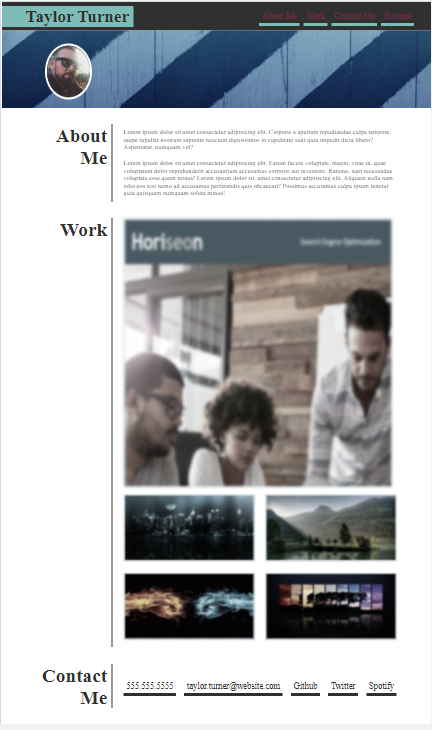 Taylor Turner
About Me Work Contact Me Resume
About
Me
Lorem ipsum dolor sit amet consectetur adipisicing elit. Corporis a aperiam repudiandae culpa tempore,
saepe repellat nostrum sapiente nesciunt dignissimos in cupiditate sunt quia impedit dicta libero?
Aspernatur, numquam vel?
Lorem ipsum dolor sit amet consectetur adipisicing elit. Earum facere voluptate, magni, vitae in, quae
voluptatem dolor reprehenderit accusantium accusamus corporis aut inventore. Ratione, sunt recusandae
voluptate esse quam minus! Lorem ipsum dolor sit, amet consectetur adipisicing elit. Aliquam nulla nam
odio eos nisi nemo ad accusamus perferendis quis obcaecati? Possimus accusamus culpa ipsum tenetur
quia quisquam numquam soluta minus!
Work
Horiseon
Search Engine Optimization
Contact
Me
555.555.5555 taylor.turner@website.com Github Twitter Spotify